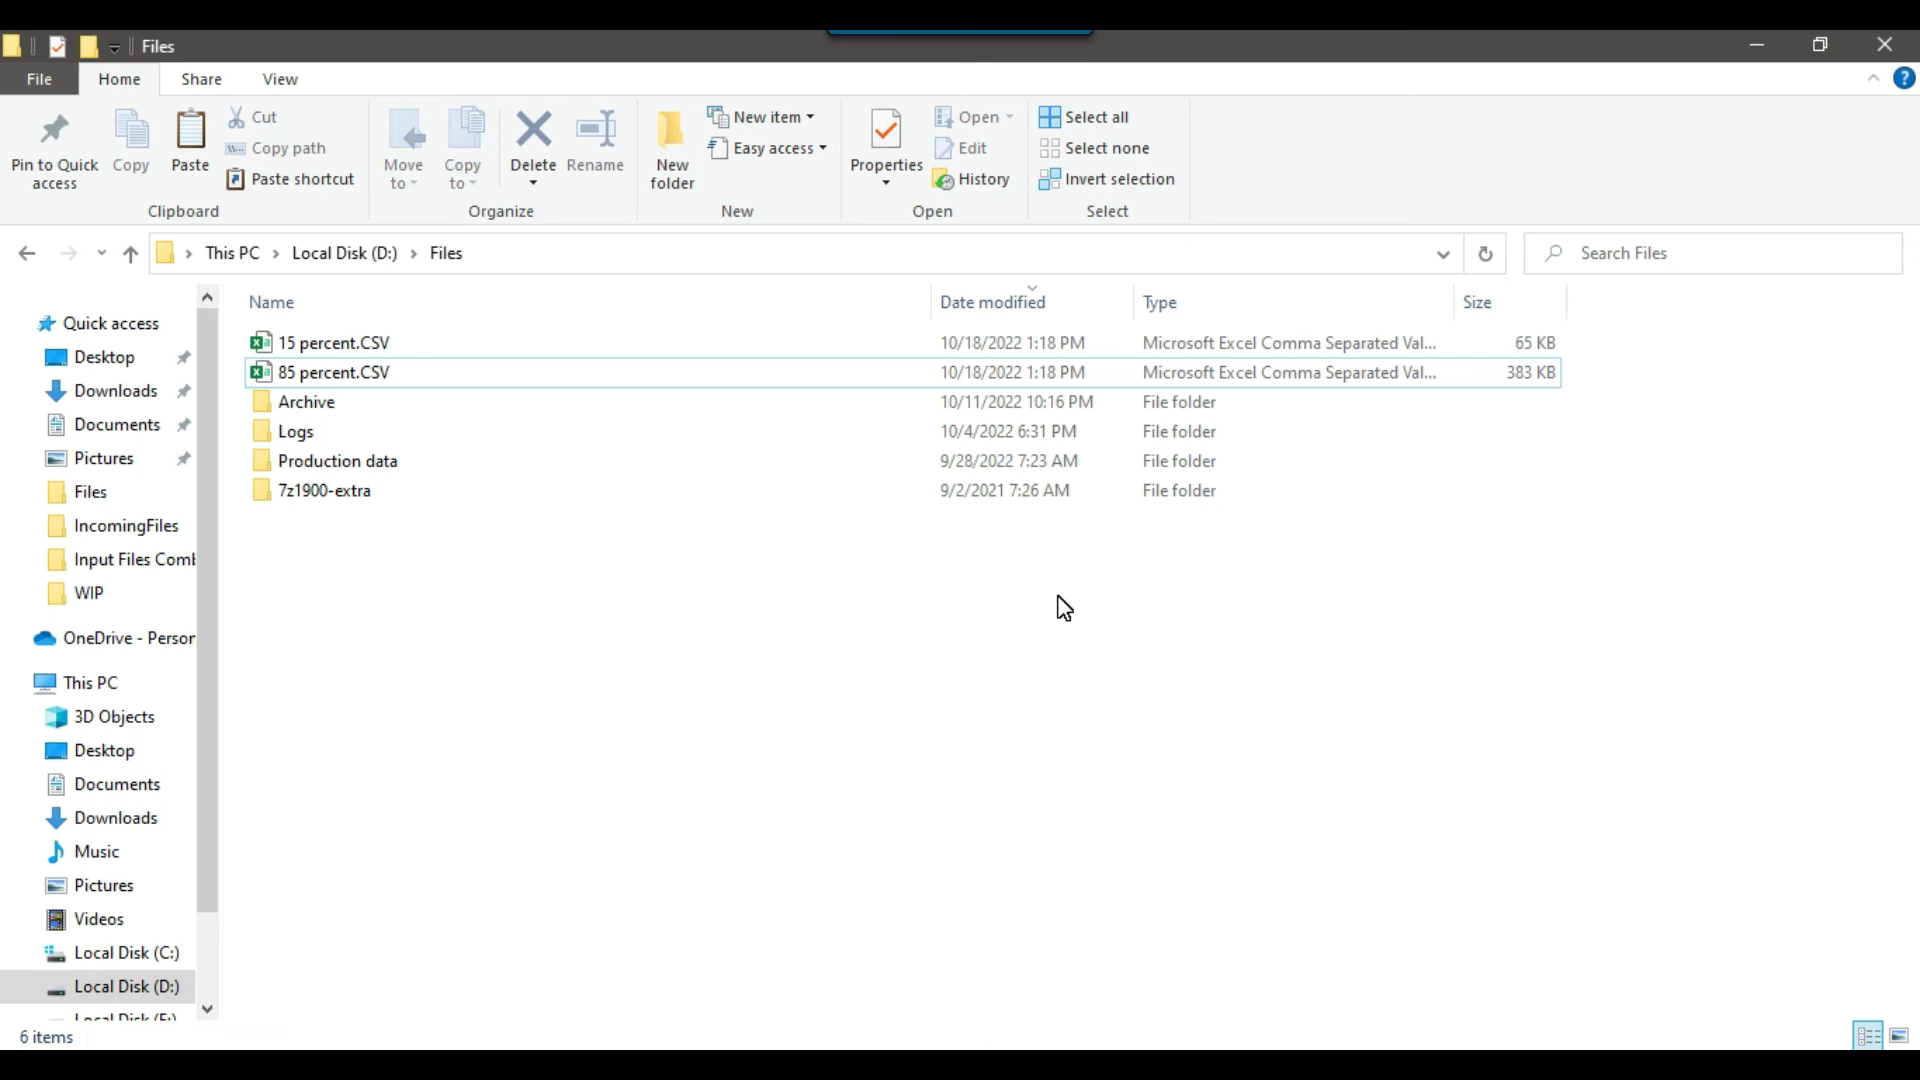 Files
File Home Share View
Pin to Quick access
Copy
Paste
Cut
Copy path
Paste shortcut
Clipboard
Move to
Copy to
Delete
Rename
Organize
New folder
New item
Easy access
New
Properties
Open
Edit
History
Open
Select all
Select none
Invert selection
Select
This PC > Local Disk (D:) > Files
Search Files
Quick access
Desktop
Downloads
Documents
Pictures
Files
IncomingFiles
Input Files Comb
WIP
OneDrive - Person
This PC
3D Objects
Desktop
Documents
Downloads
Music
Pictures
Videos
Local Disk (C:)
Local Disk (D:)
Name Date modified Type Size
15 percent.CSV 10/18/2022 1:18 PM Microsoft Excel Comma Separated Val... 65 KB
85 percent.CSV 10/18/2022 1:18 PM Microsoft Excel Comma Separated Val... 383 KB
Archive 10/11/2022 10:16 PM File folder
Logs 10/4/2022 6:31 PM File folder
Production data 9/28/2022 7:23 AM File folder
7z1900-extra 9/2/2021 7:26 AM File folder
6 items